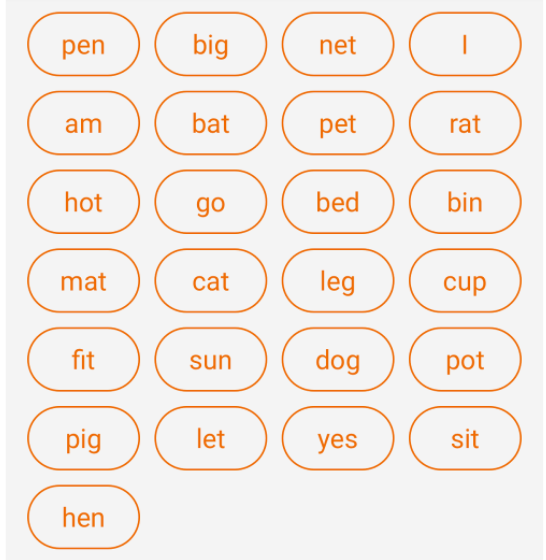 pen big net I
am bat pet rat
hot go bed bin
mat cat leg cup
fit sun dog pot
pig let yes sit
hen